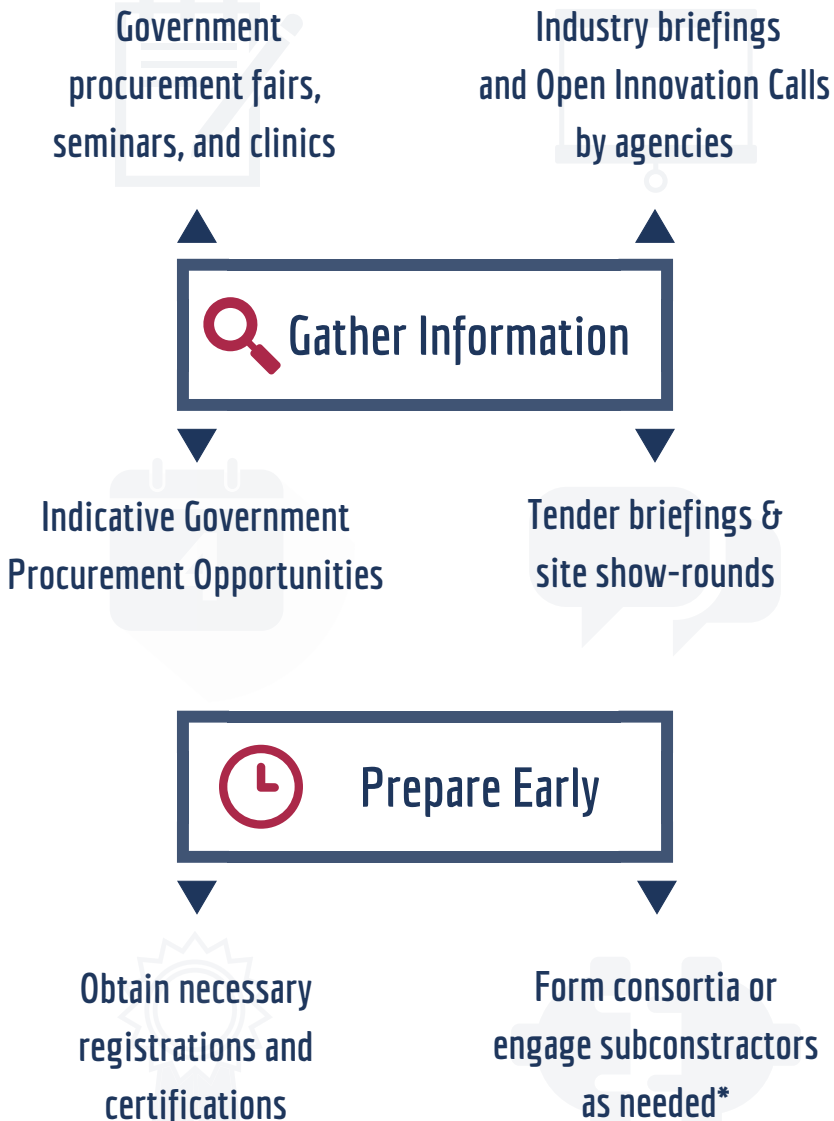 Government
procurement fairs,
seminars, and clinics
Industry briefings
and Open Innovation Calls
by agencies
Gather Information
Indicative Government
Procurement Opportunities
Tender briefings &
site show-rounds
Prepare Early
Obtain necessary
registrations and
certifications
Form consortia or
engage subconstractors
as needed*